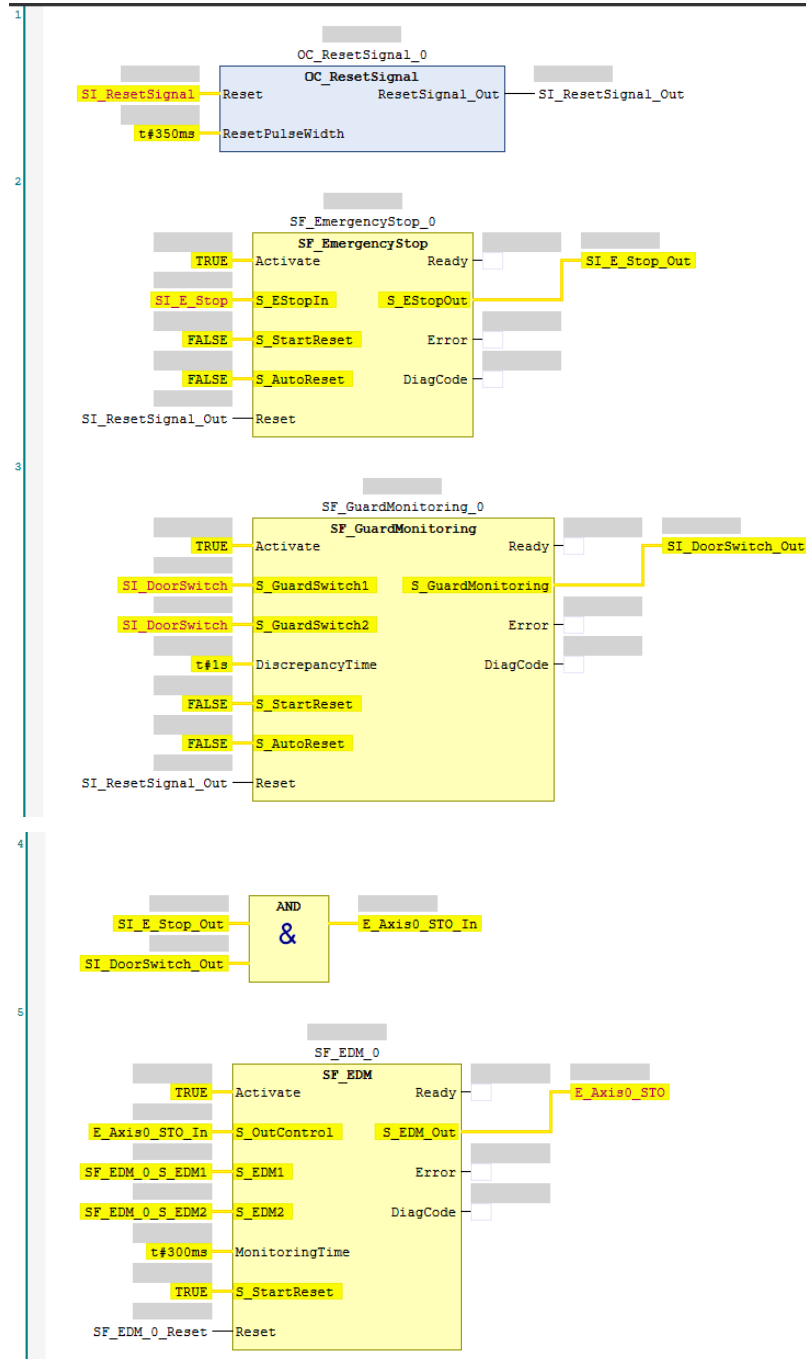 1
OC_ResetSignal_0
OC_ResetSignal
SI_ResetSignal Reset ResetSignal_Out SI_ResetSignal_Out
t#350ms ResetPulseWidth
2
SF_EmergencyStop_0
SF_EmergencyStop
TRUE Activate Ready SI_E_Stop_Out
SI_E_Stop S_EStopIn S_EStopOut
FALSE S_StartReset Error
FALSE S_AutoReset DiagCode
SI_ResetSignal_Out Reset
3
SF_GuardMonitoring_0
SF_GuardMonitoring
TRUE Activate Ready SI_DoorSwitch_Out
SI_DoorSwitch S_GuardSwitch1 S_GuardMonitoring
SI_DoorSwitch S_GuardSwitch2 Error
t#1s DiscrepancyTime DiagCode
FALSE S_StartReset
FALSE S_AutoReset
SI_ResetSignal_Out Reset
4
AND
SI_E_Stop_Out & E_Axis0_STO_In
SI_DoorSwitch_Out
5
SF_EDM_0
SF_EDM
TRUE Activate Ready E_Axis0_STO
E_Axis0_STO_In S_OutControl S_EDM_Out
SF_EDM_0_S_EDM1 S_EDM1 Error
SF_EDM_0_S_EDM2 S_EDM2 DiagCode
t#300ms MonitoringTime
TRUE S_StartReset
SF_EDM_0_Reset Reset